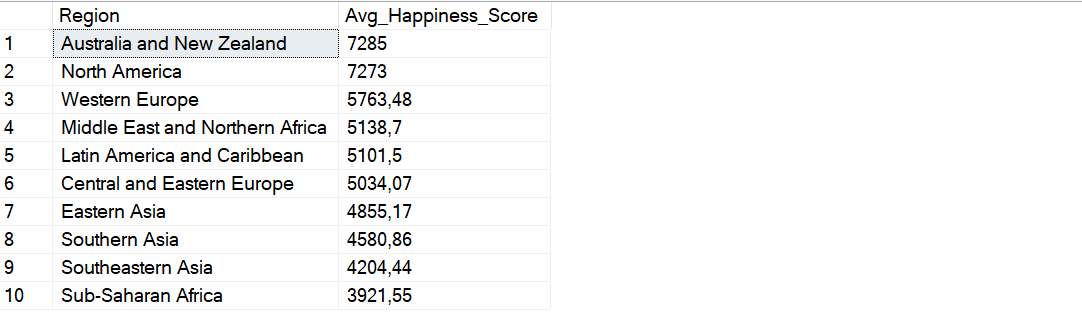 Region Avg_Happiness_Score
1 Australia and New Zealand 7285
2 North America 7273
3 Western Europe 5763,48
4 Middle East and Northern Africa 5138,7
5 Latin America and Caribbean 5101,5
6 Central and Eastern Europe 5034,07
7 Eastern Asia 4855,17
8 Southern Asia 4580,86
9 Southeastern Asia 4204,44
10 Sub-Saharan Africa 3921,55